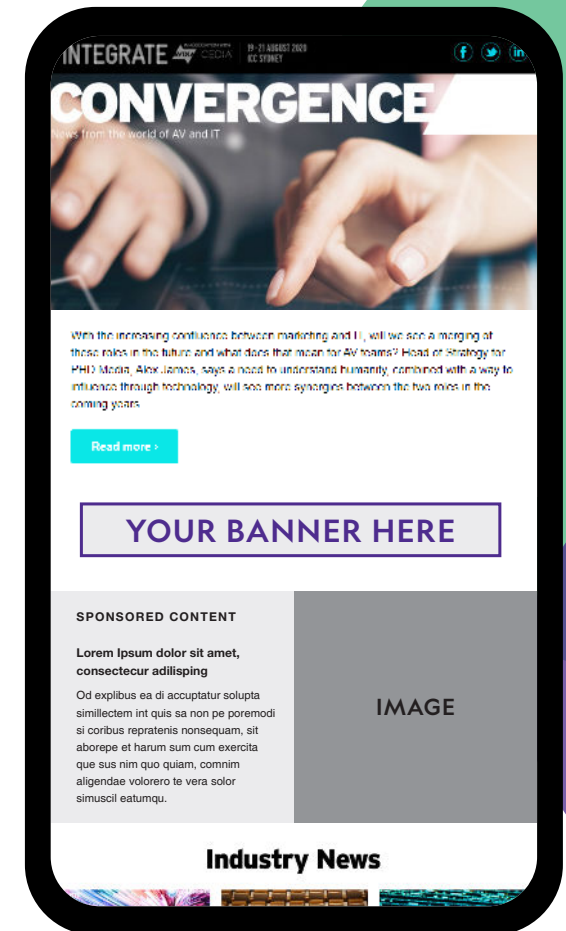 INTEGRATE
IN ASSOCIATION WITH
AVIXA CEDIA
19-21 AUGUST 2020
ICC SYDNEY
f in
CONVERGENCE
News from the world of AV and IT
With the increasing confluence between marketing and IT, will we see a merging of
these roles in the future and what does that mean for AV teams? Head of Strategy for
PHD Media, Alex James, says a need to understand humanity, combined with a way to
influence through technology, will see more synergies between the two roles in the
coming years
Read more ›
YOUR BANNER HERE
SPONSORED CONTENT
Lorem Ipsum dolor sit amet,
consectecur adilisping
Od explibus ea di accuptatur solupta
simillectem int quis sa non pe poremodi
si coribus repratenis nonsequam, sit
aborepe et harum sum cum exercita
que sus nim quo quiam, comnim
aligendae volorero te vera solor
simuscil eatumqu.
IMAGE
Industry News